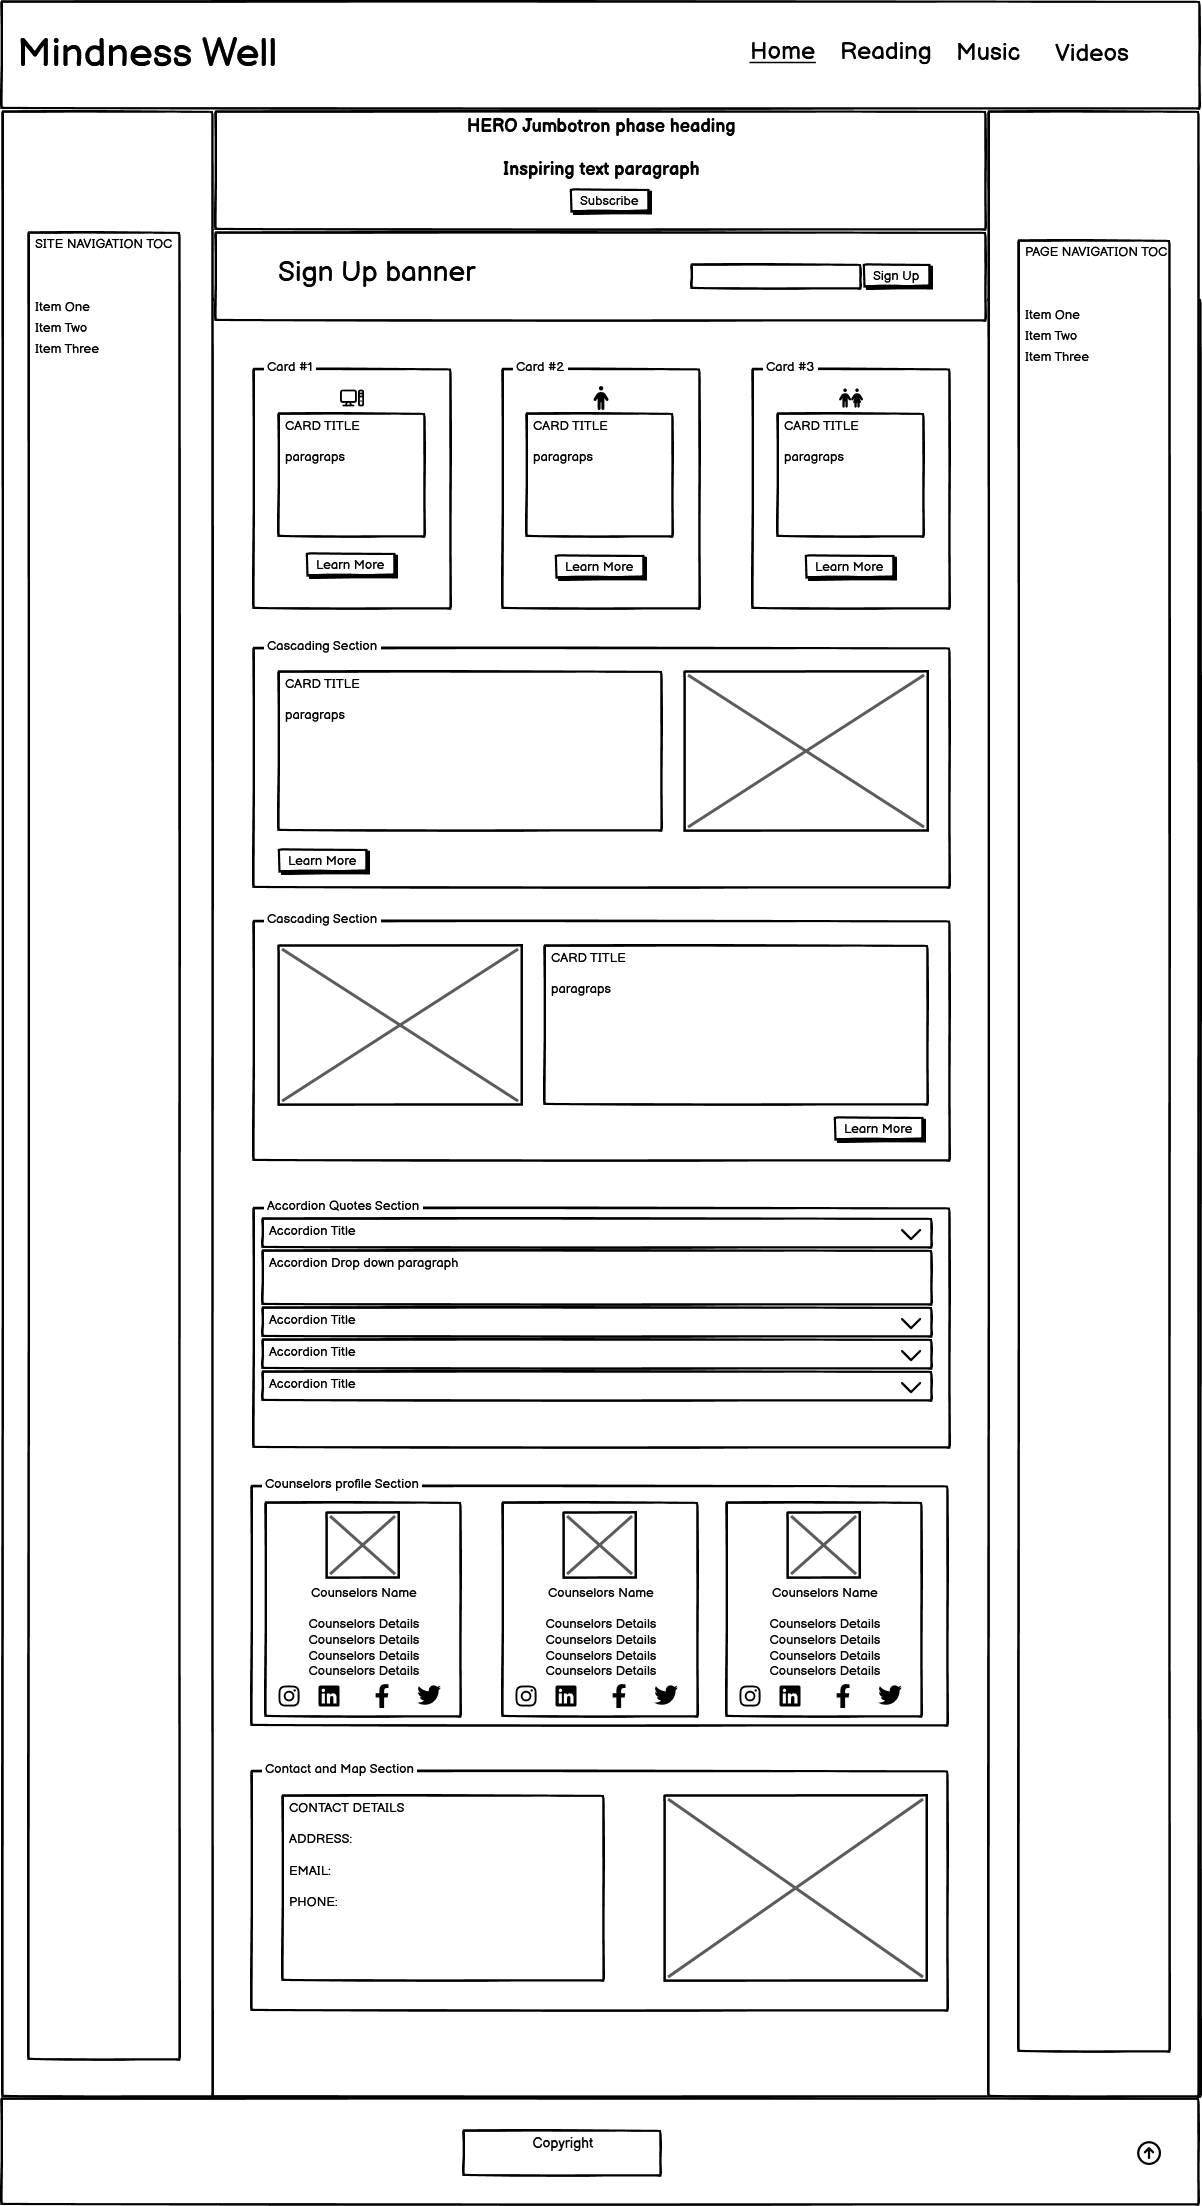 Mindness Well
Home Reading Music Videos
HERO Jumbotron phase heading
Inspiring text paragraph
Subscribe
Sign Up banner
Sign Up
SITE NAVIGATION TOC
Item One
Item Two
Item Three
PAGE NAVIGATION TOC
Item One
Item Two
Item Three
Card #1
CARD TITLE
paragraps
Learn More
Card #2
CARD TITLE
paragraps
Learn More
Card #3
CARD TITLE
paragraps
Learn More
Cascading Section
CARD TITLE
paragraps
Learn More
Cascading Section
CARD TITLE
paragraps
Learn More
Accordion Quotes Section
Accordion Title
Accordion Drop down paragraph
Accordion Title
Accordion Title
Accordion Title
Counselors profile Section
Counselors Name
Counselors Details
Counselors Details
Counselors Details
Counselors Details
Counselors Name
Counselors Details
Counselors Details
Counselors Details
Counselors Details
Counselors Name
Counselors Details
Counselors Details
Counselors Details
Counselors Details
Contact and Map Section
CONTACT DETAILS
ADDRESS:
EMAIL:
PHONE:
Copyright